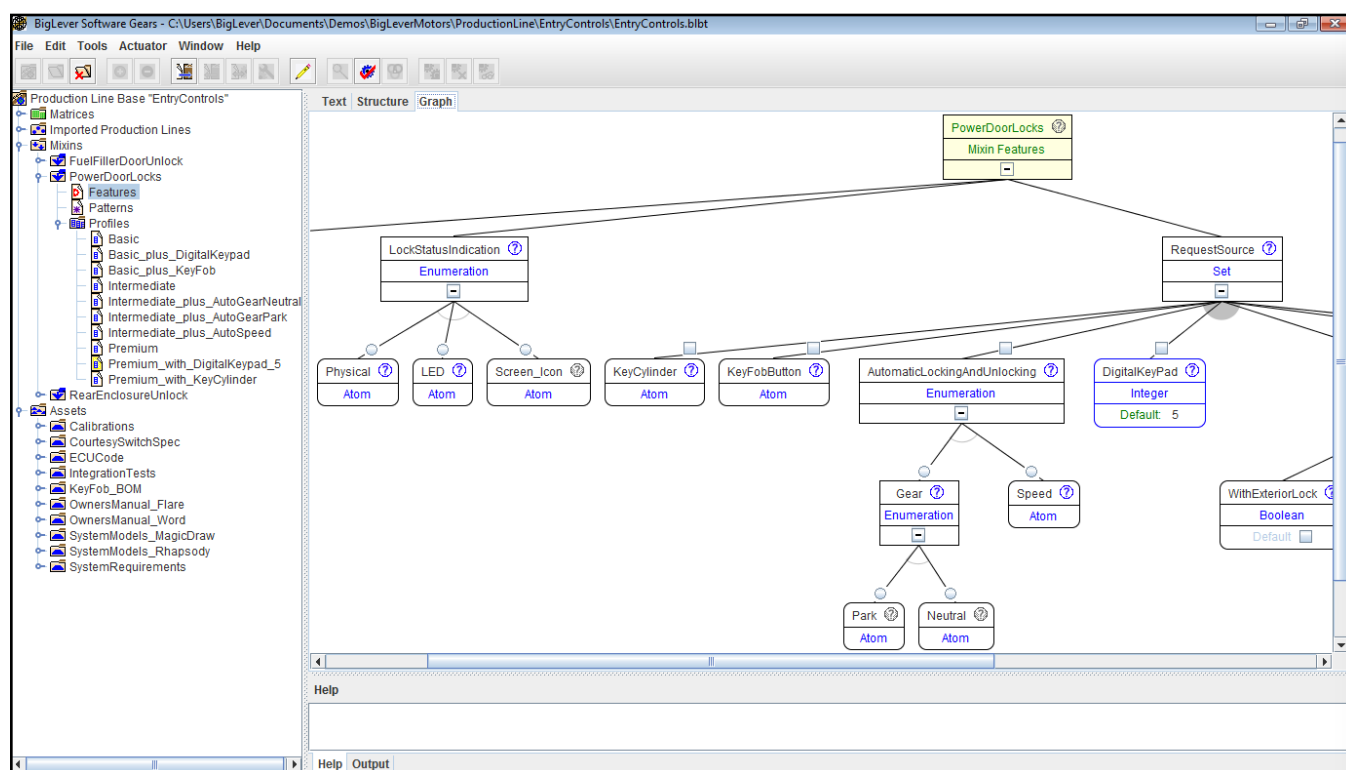 BigLever Software Gears - C:\Users\BigLever\Documents\Demos\BigLeverMotors\ProductionLine\EntryControls\EntryControls.blbt
File Edit Tools Actuator Window Help
Production Line Base "EntryControls"
Matrices
Imported Production Lines
Mixins
FuelFillerDoorUnlock
PowerDoorLocks
Features
Patterns
Profiles
Basic
Basic_plus_DigitalKeypad
Basic_plus_KeyFob
Intermediate
Intermediate_plus_AutoGearNeutral
Intermediate_plus_AutoGearPark
Intermediate_plus_AutoSpeed
Premium
Premium_with_DigitalKeypad_5
Premium_with_KeyCylinder
RearEnclosureUnlock
Assets
Calibrations
CourtesySwitchSpec
ECUCode
IntegrationTests
KeyFob_BOM
OwnersManual_Flare
OwnersManual_Word
SystemModels_MagicDraw
SystemModels_Rhapsody
SystemRequirements
Text Structure Graph
PowerDoorLocks
Mixin Features
LockStatusIndication
Enumeration
RequestSource
Set
Physical
Atom
LED
Atom
Screen_Icon
Atom
KeyCylinder
Atom
KeyFobButton
Atom
AutomaticLockingAndUnlocking
Enumeration
DigitalKeyPad
Integer
Default: 5
Gear
Enumeration
Speed
Atom
WithExteriorLock
Boolean
Default
Park
Atom
Neutral
Atom
Help
Help Output